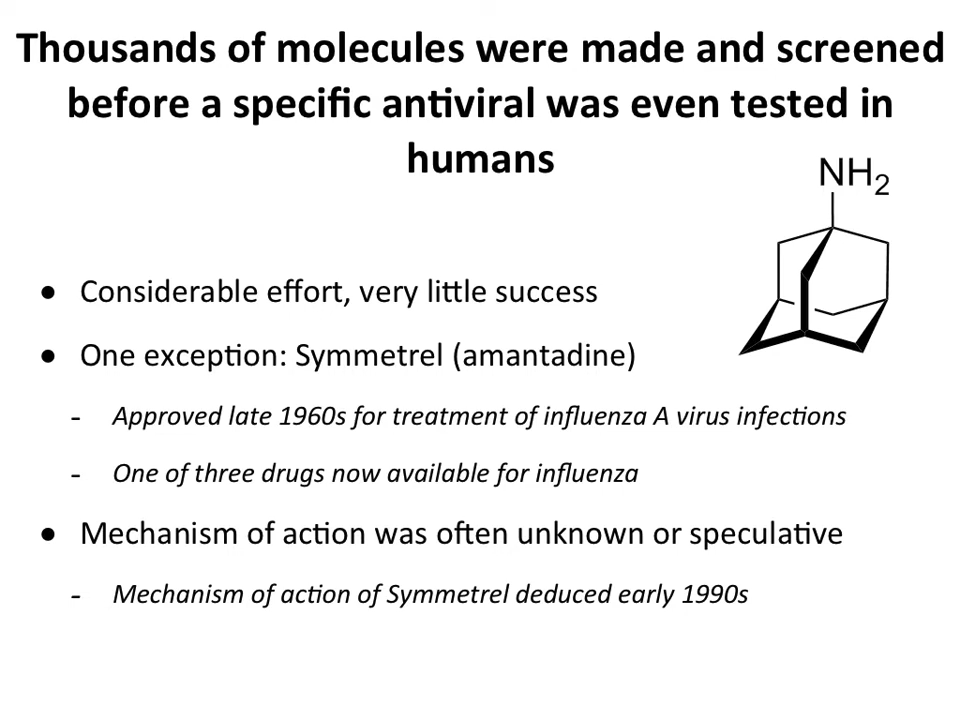 Thousands of molecules were made and screened
before a specific antiviral was even tested in
humans
NH2
• Considerable effort, very little success
• One exception: Symmetrel (amantadine)
- Approved late 1960s for treatment of influenza A virus infections
- One of three drugs now available for influenza
• Mechanism of action was often unknown or speculative
- Mechanism of action of Symmetrel deduced early 1990s